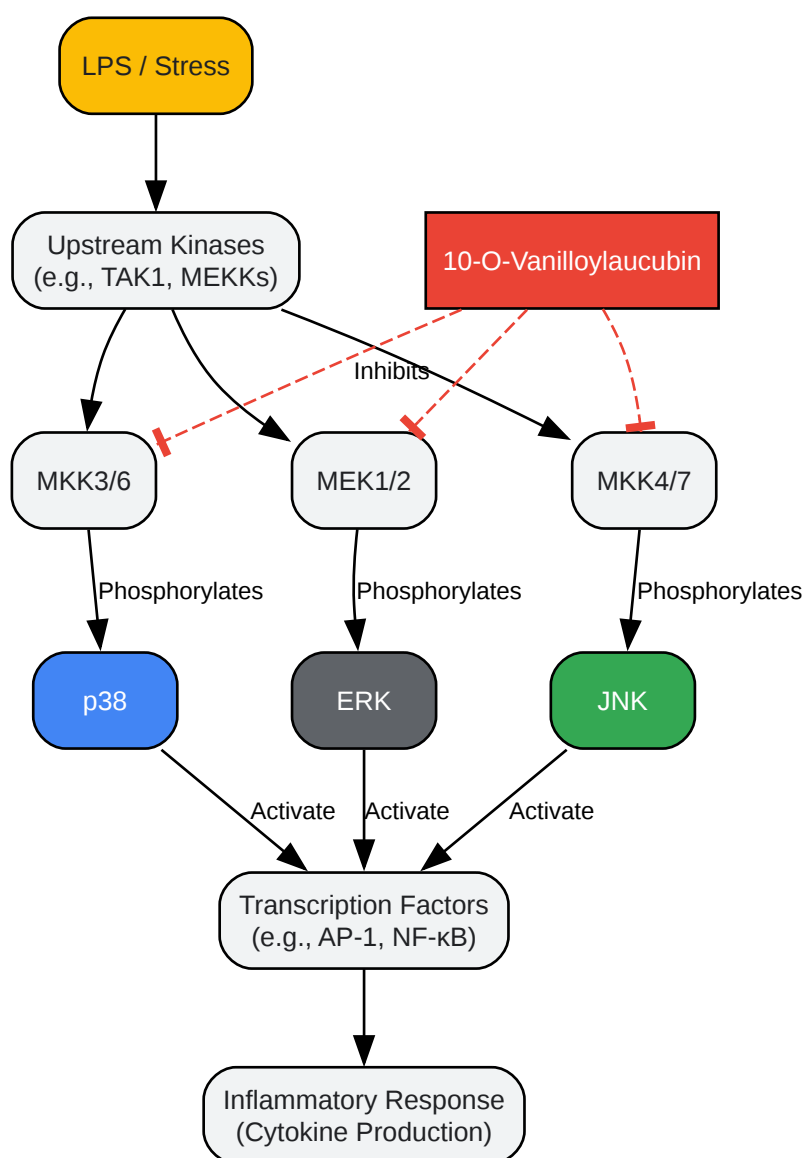 LPS / Stress
Upstream Kinases
(e.g., TAK1, MEKKs)
10-O-Vanilloylaucubin
Inhibits
MKK3/6
MEK1/2
MKK4/7
Phosphorylates
Phosphorylates
Phosphorylates
p38
ERK
JNK
Activate
Activate
Activate
Transcription Factors
(e.g., AP-1, NF-κB)
Inflammatory Response
(Cytokine Production)